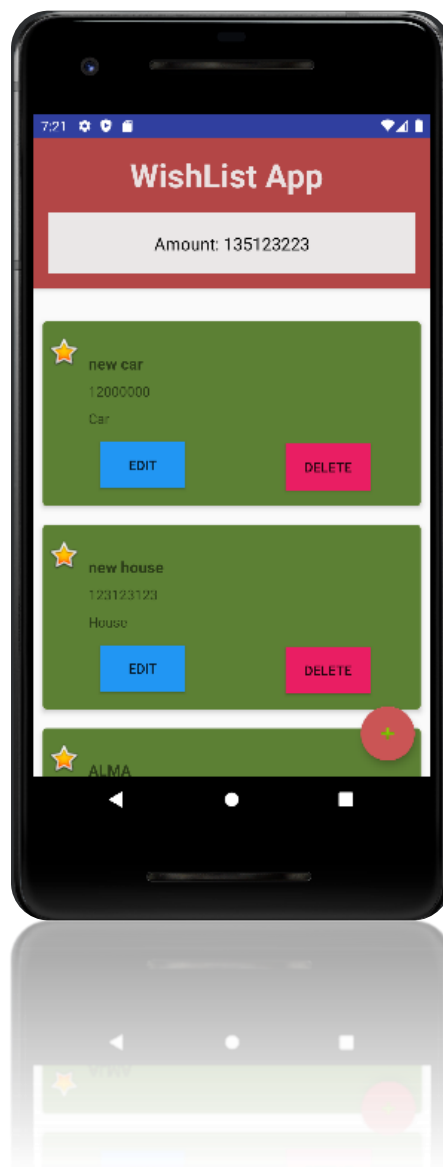 7:21
WishList App
Amount: 135123223
new car
12000000
Car
EDIT
DELETE
new house
123123123
House
EDIT
DELETE
+
ALMA